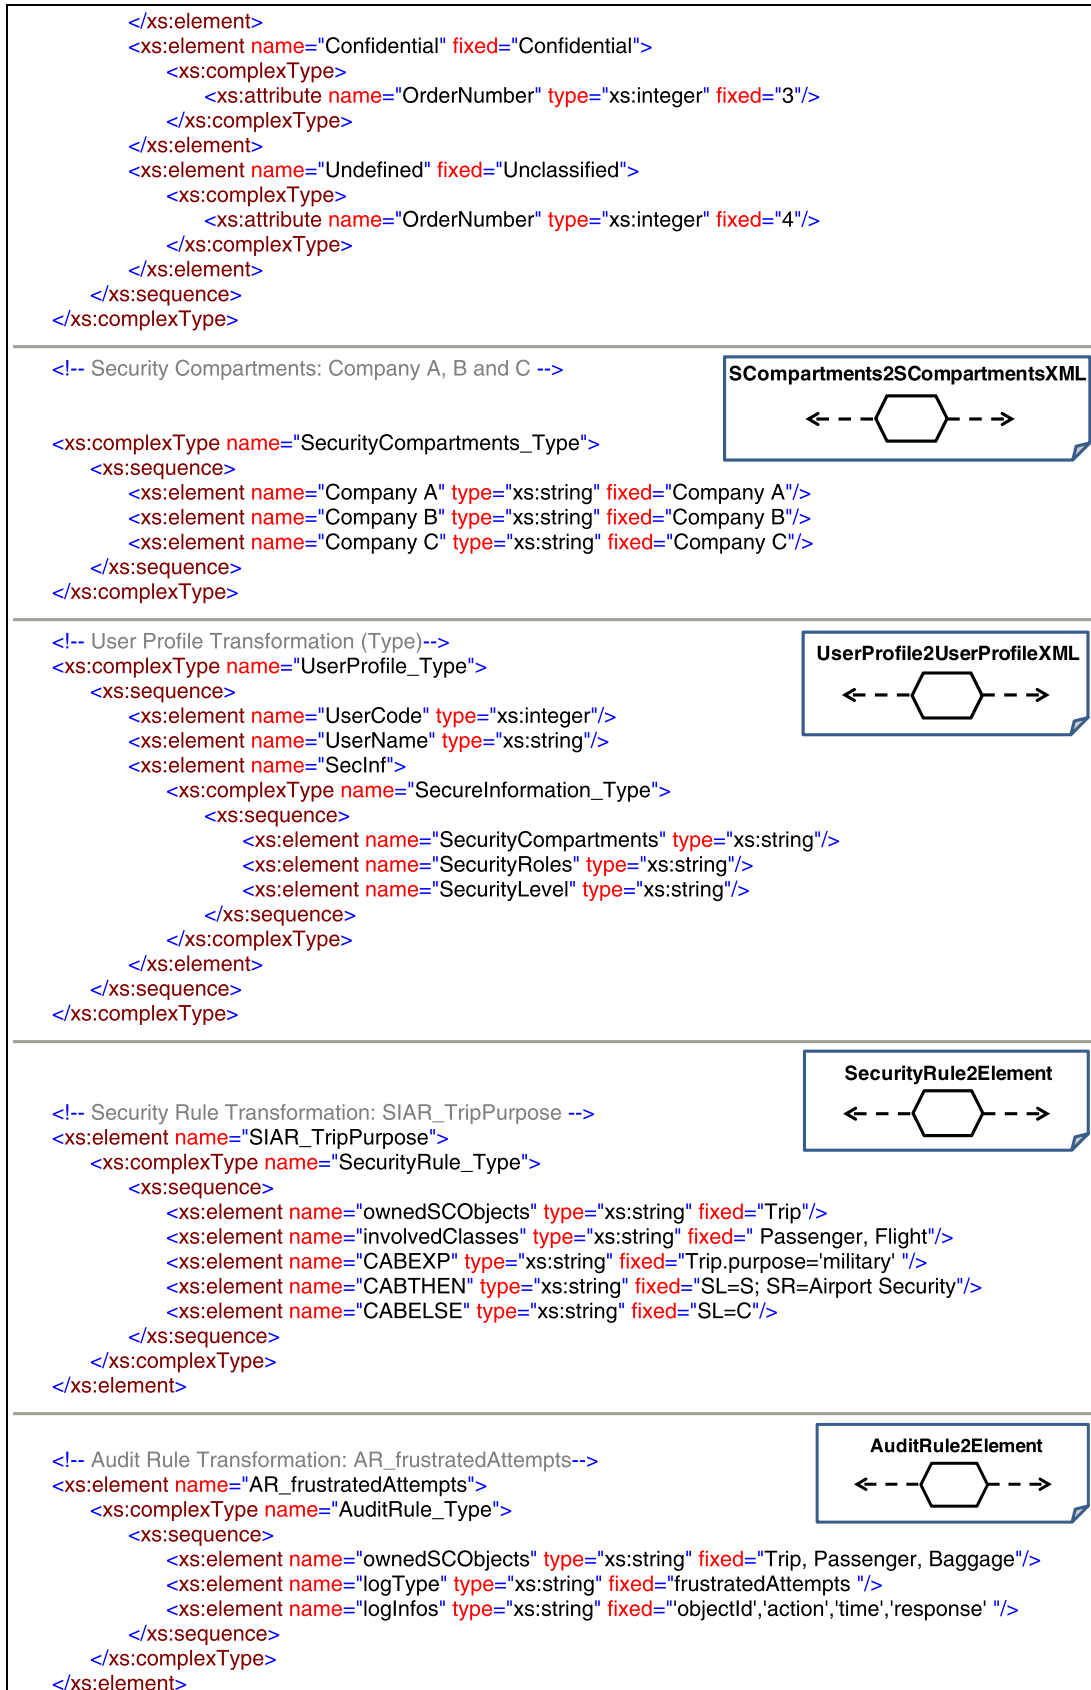 </xs:element>
<xs:element name="Confidential" fixed="Confidential">
<xs:complexType>
<xs:attribute name="OrderNumber" type="xs:integer" fixed="3"/>
</xs:complexType>
</xs:element>
<xs:element name="Undefined" fixed="Unclassified">
<xs:complexType>
<xs:attribute name="OrderNumber" type="xs:integer" fixed="4"/>
</xs:complexType>
</xs:element>
</xs:sequence>
</xs:complexType>
<!-- Security Compartments: Company A, B and C -->
SCompartments2SCompartmentsXML
<xs:complexType name="SecurityCompartments_Type">
<xs:sequence>
<xs:element name="Company A" type="xs:string" fixed="Company A"/>
<xs:element name="Company B" type="xs:string" fixed="Company B"/>
<xs:element name="Company C" type="xs:string" fixed="Company C"/>
</xs:sequence>
</xs:complexType>
<!-- User Profile Transformation (Type)-->
UserProfile2UserProfileXML
<xs:complexType name="UserProfile_Type">
<xs:sequence>
<xs:element name="UserCode" type="xs:integer"/>
<xs:element name="UserName" type="xs:string"/>
<xs:element name="SecInf">
<xs:complexType name="SecureInformation_Type">
<xs:sequence>
<xs:element name="SecurityCompartments" type="xs:string"/>
<xs:element name="SecurityRoles" type="xs:string"/>
<xs:element name="SecurityLevel" type="xs:string"/>
</xs:sequence>
</xs:complexType>
</xs:element>
</xs:sequence>
</xs:complexType>
SecurityRule2Element
<!-- Security Rule Transformation: SIAR_TripPurpose -->
<xs:element name="SIAR_TripPurpose">
<xs:complexType name="SecurityRule_Type">
<xs:sequence>
<xs:element name="ownedSCObjects" type="xs:string" fixed="Trip"/>
<xs:element name="involvedClasses" type="xs:string" fixed=" Passenger, Flight"/>
<xs:element name="CABEXP" type="xs:string" fixed="Trip.purpose='military' "/>
<xs:element name="CABTHEN" type="xs:string" fixed="SL=S; SR=Airport Security"/>
<xs:element name="CABELSE" type="xs:string" fixed="SL=C"/>
</xs:sequence>
</xs:complexType>
</xs:element>
AuditRule2Element
<!-- Audit Rule Transformation: AR_frustratedAttempts-->
<xs:element name="AR_frustratedAttempts">
<xs:complexType name="AuditRule_Type">
<xs:sequence>
<xs:element name="ownedSCObjects" type="xs:string" fixed="Trip, Passenger, Baggage"/>
<xs:element name="logType" type="xs:string" fixed="frustratedAttempts "/>
<xs:element name="logInfos" type="xs:string" fixed="'objectId','action','time','response' "/>
</xs:sequence>
</xs:complexType>
</xs:element>